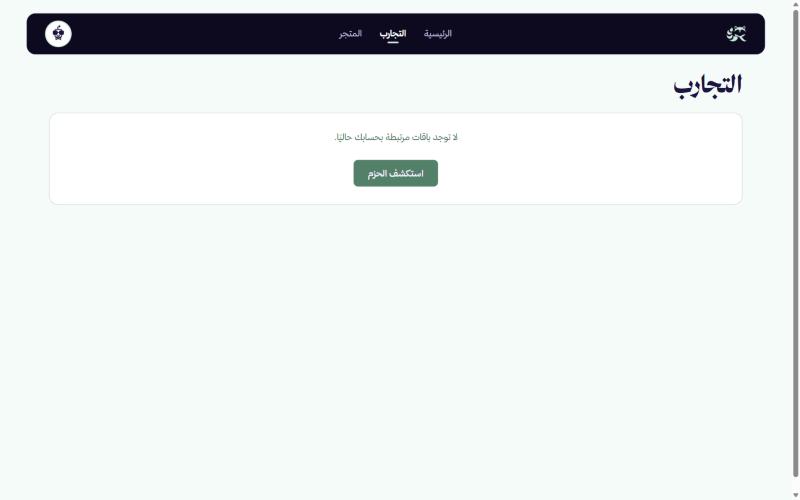 الرئيسية
التجارب
المتجر
التجارب
لا توجد باقات مرتبطة بحسابك حاليًا.
استكشف الحزم